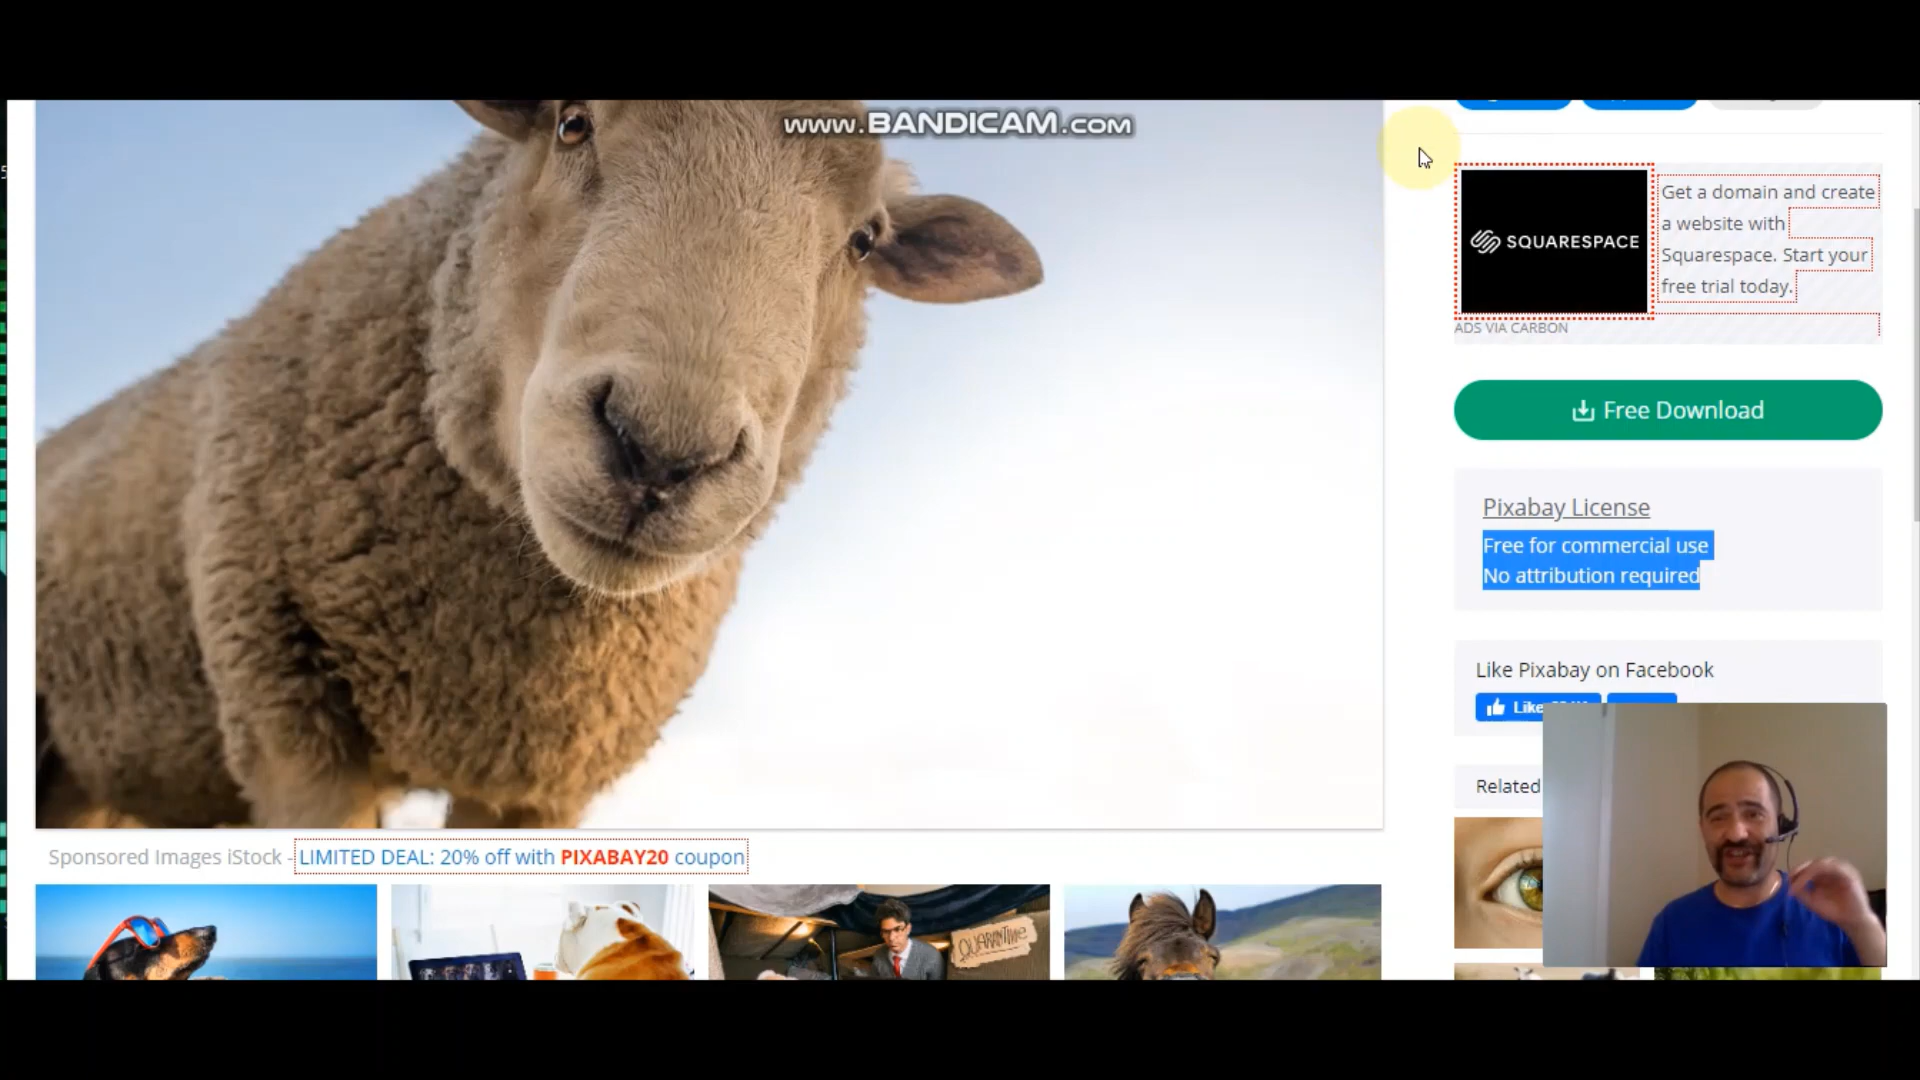 www.BANDICAM.com
SQUARESPACE
Get a domain and create
a website with
Squarespace. Start your
free trial today.
ADS VIA CARBON
Free Download
Pixabay License
Free for commercial use
No attribution required
Like Pixabay on Facebook
Like
Related
Sponsored Images iStock - LIMITED DEAL: 20% off with PIXABAY20 coupon
QUARANTINE